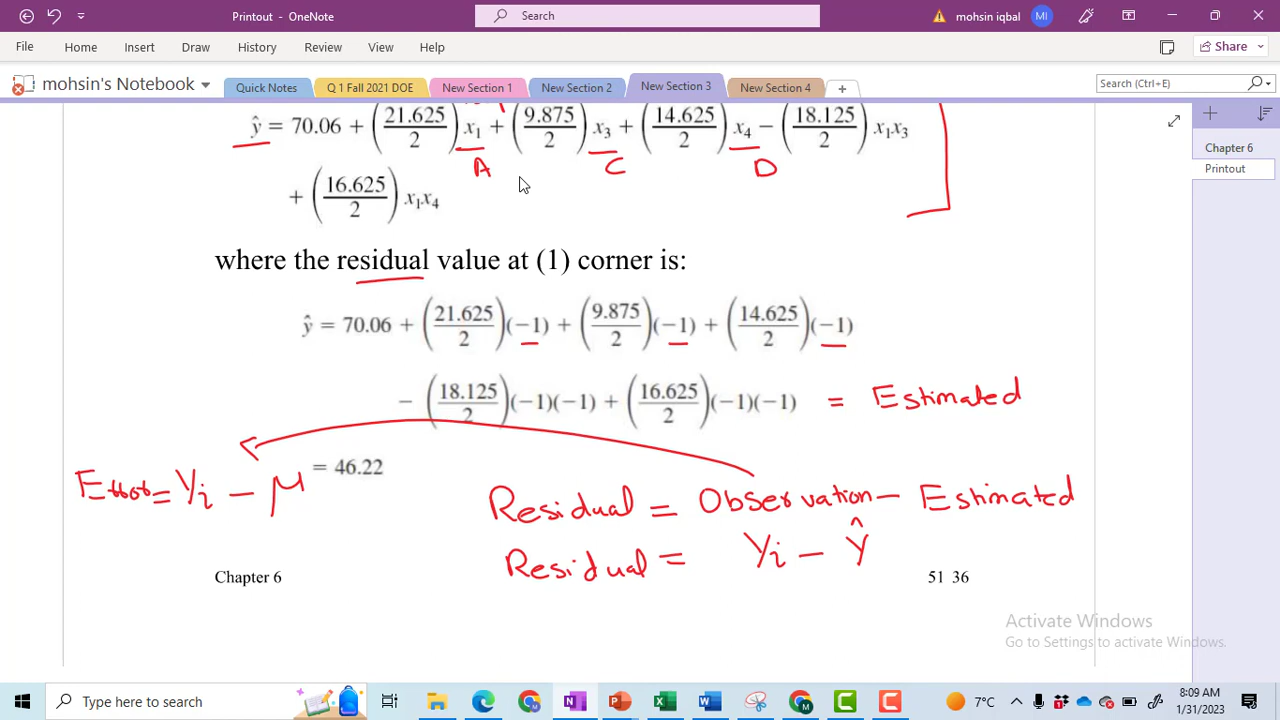 Printout - OneNote
Search
mohsin iqbal
MI
File Home Insert Draw History Review View Help
Share
mohsin's Notebook
Quick Notes
Q 1 Fall 2021 DOE
New Section 1
New Section 2
New Section 3
New Section 4
Search (Ctrl+E)
Chapter 6
Printout
ŷ = 70.06 + (21.625/2) x₁ + (9.875/2) x₃ + (14.625/2) x₄ − (18.125/2) x₁x₃
A C D
+ (16.625/2) x₁x₄
where the residual value at (1) corner is:
ŷ = 70.06 + (21.625/2)(−1) + (9.875/2)(−1) + (14.625/2)(−1)
− (18.125/2)(−1)(−1) + (16.625/2)(−1)(−1) = Estimated
= 46.22
Error = Yi − μ
Residual = Observation − Estimated
Residual = Yi − Ŷ
Chapter 6
51 36
Activate Windows
Go to Settings to activate Windows.
Type here to search
7°C
8:09 AM
1/31/2023